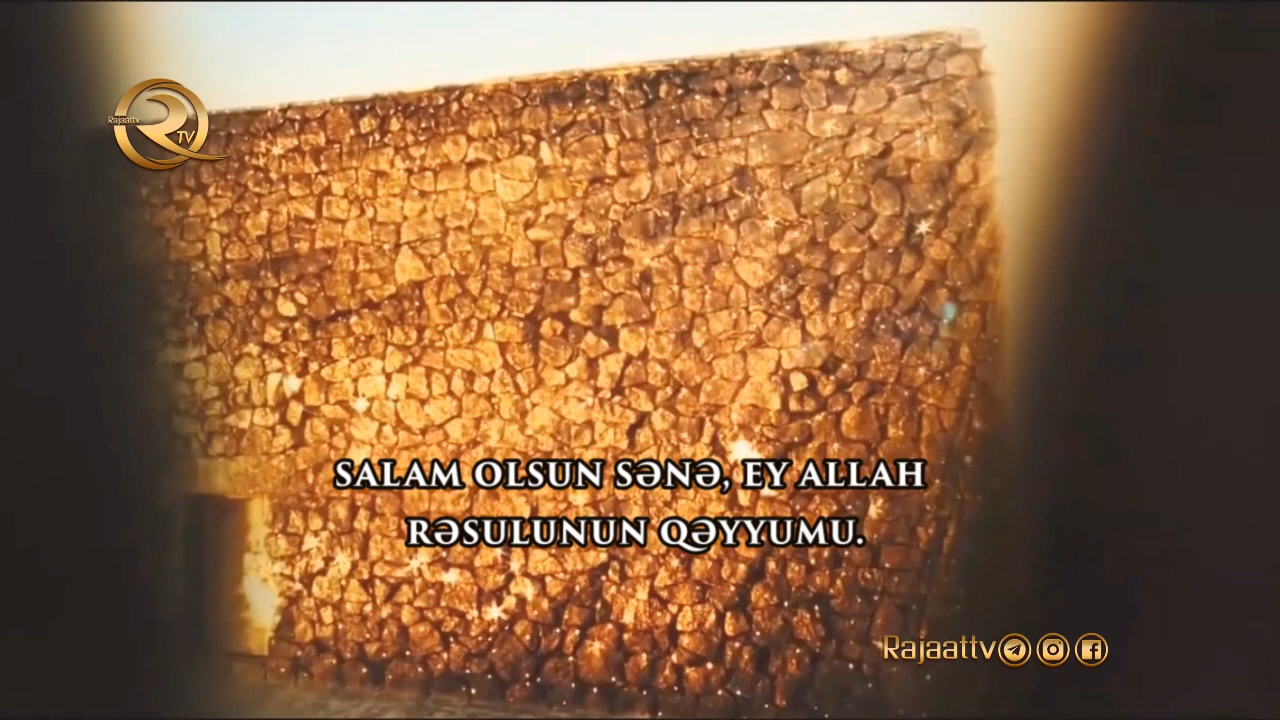 Rajaattv
TV
SALAM OLSUN SƏNƏ, EY ALLAH
RƏSULUNUN QƏYYUMU.
Rajaattv